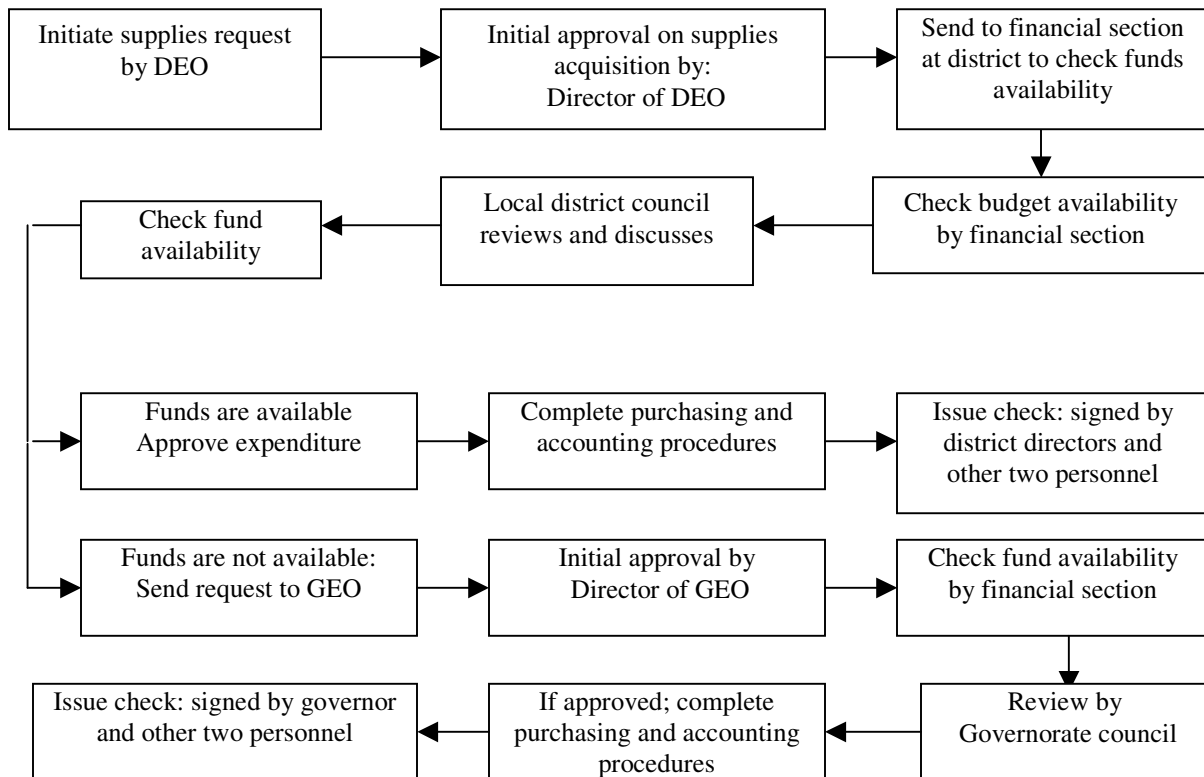 Initiate supplies request
by DEO
Initial approval on supplies
acquisition by:
Director of DEO
Send to financial section
at district to check funds
availability
Check budget availability
by financial section
Local district council
reviews and discusses
Check fund
availability
Funds are available
Approve expenditure
Complete purchasing and
accounting procedures
Issue check: signed by
district directors and
other two personnel
Funds are not available:
Send request to GEO
Initial approval by
Director of GEO
Check fund availability
by financial section
Review by
Governorate council
If approved; complete
purchasing and accounting
procedures
Issue check: signed by governor
and other two personnel